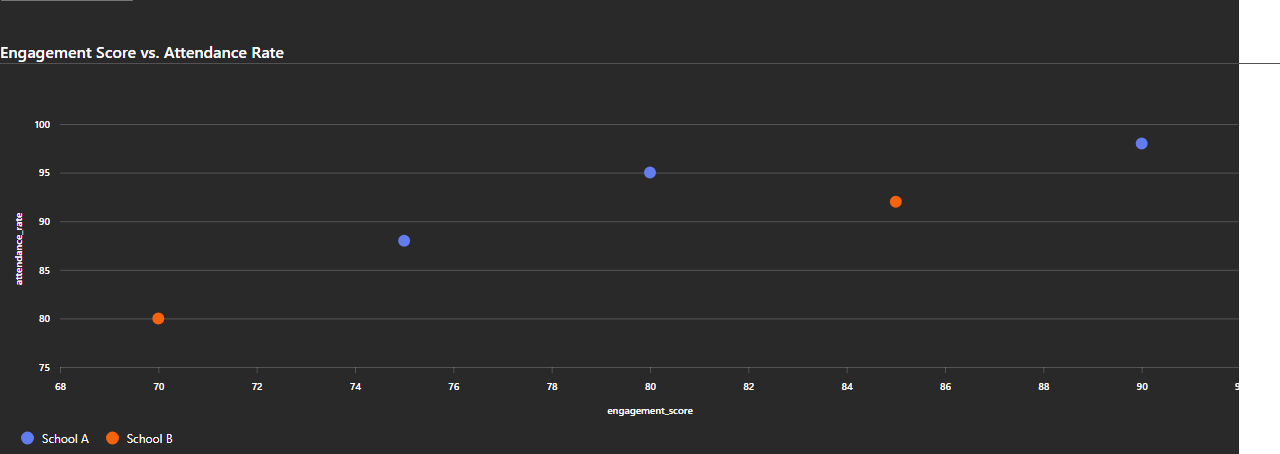 Engagement Score vs. Attendance Rate
100
95
90
85
80
75
attendance_rate
68 70 72 74 76 78 80 82 84 86 88 90
engagement_score
School A School B